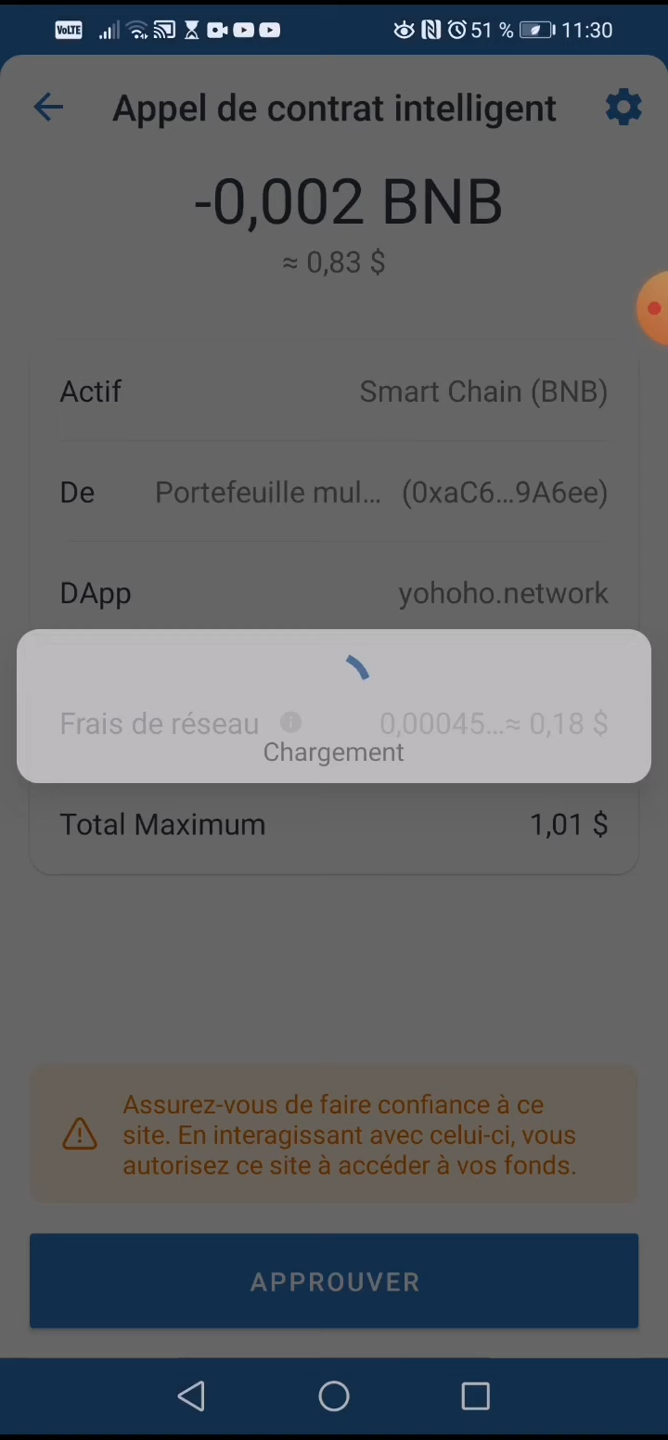 VoLTE 51 % 11:30
Appel de contrat intelligent
-0,002 BNB
≈ 0,83 $
Actif Smart Chain (BNB)
De Portefeuille mul... (0xaC6...9A6ee)
DApp yohoho.network
Frais de réseau 0,00045...≈ 0,18 $
Chargement
Total Maximum 1,01 $
Assurez-vous de faire confiance à ce
site. En interagissant avec celui-ci, vous
autorisez ce site à accéder à vos fonds.
APPROUVER